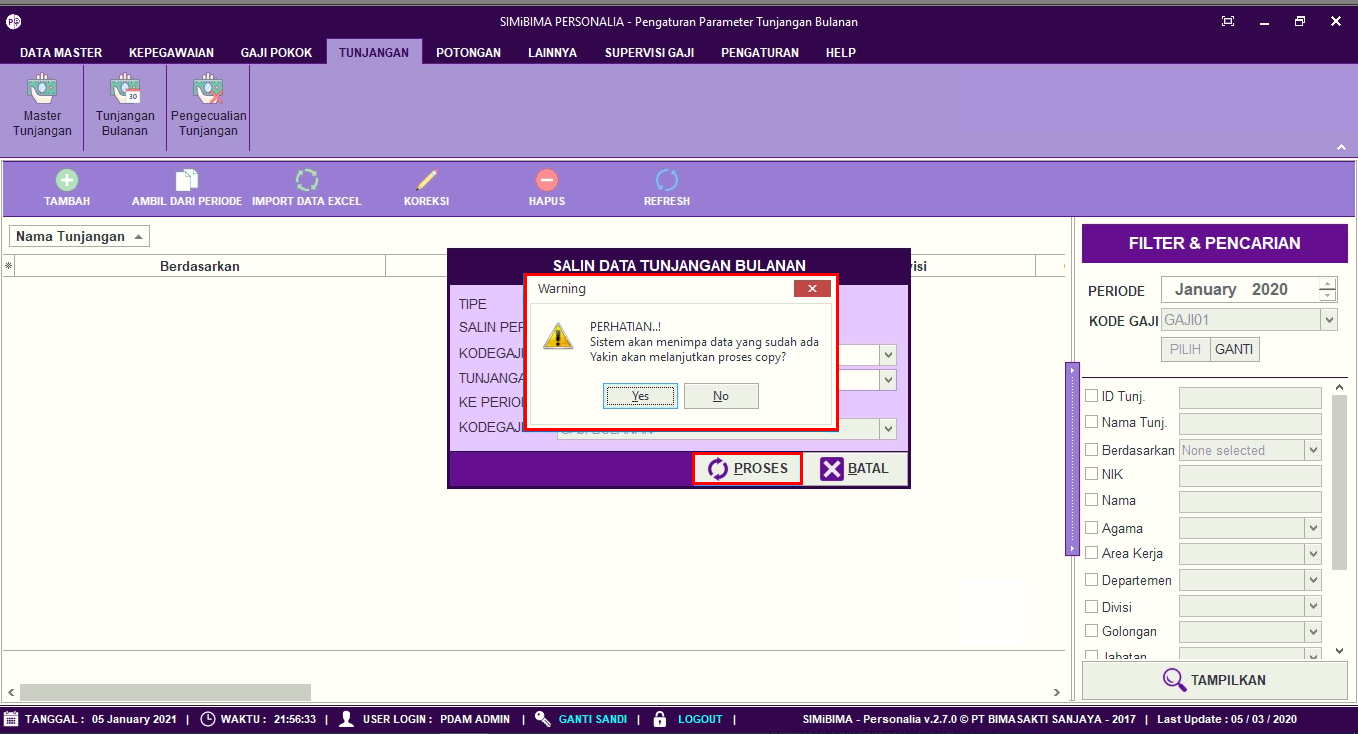 SIMiBIMA PERSONALIA - Pengaturan Parameter Tunjangan Bulanan
DATA MASTER KEPEGAWAIAN GAJI POKOK TUNJANGAN POTONGAN LAINNYA SUPERVISI GAJI PENGATURAN HELP
Master Tunjangan
30
Tunjangan Bulanan
Pengecualian Tunjangan
TAMBAH AMBIL DARI PERIODE IMPORT DATA EXCEL KOREKSI HAPUS REFRESH
Nama Tunjangan
Berdasarkan
SALIN DATA TUNJANGAN BULANAN
TIPE
SALIN PER
KODEGAJI
TUNJANGA
KE PERIO
KODEGAJI
Warning
PERHATIAN..!
Sistem akan menimpa data yang sudah ada
Yakin akan melanjutkan proses copy?
Yes No
PROSES BATAL
FILTER & PENCARIAN
PERIODE January 2020
KODE GAJI GAJI01
PILIH GANTI
ID Tunj.
Nama Tunj.
Berdasarkan None selected
NIK
Nama
Agama
Area Kerja
Departemen
Divisi
Golongan
Jabatan
TAMPILKAN
TANGGAL : 05 January 2021 | WAKTU : 21:56:33 | USER LOGIN : PDAM ADMIN | GANTI SANDI | LOGOUT | SIMiBIMA - Personalia v.2.7.0 © PT BIMASAKTI SANJAYA - 2017 | Last Update : 05 / 03 / 2020